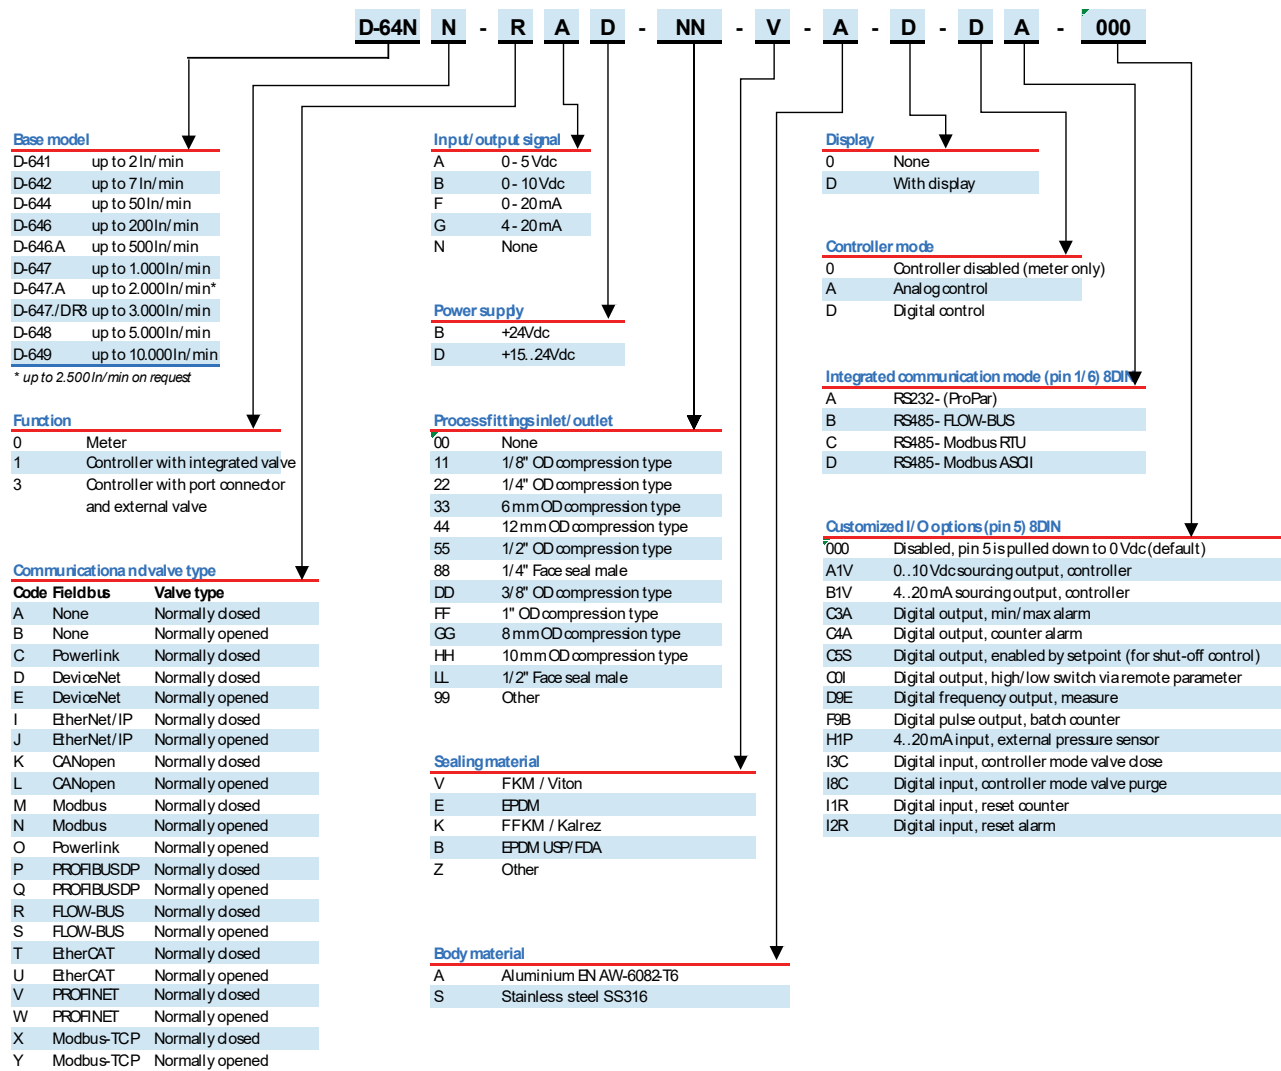 D-64N N - R A D - NN - V - A - D - D A - 000
Base model
D-641 up to 2 ln/min
D-642 up to 7 ln/min
D-644 up to 50 ln/min
D-646 up to 200 ln/min
D-646.A up to 500 ln/min
D-647 up to 1.000 ln/min
D-647.A up to 2.000 ln/min*
D-647./DR3 up to 3.000 ln/min
D-648 up to 5.000 ln/min
D-649 up to 10.000 ln/min
* up to 2.500 ln/min on request
Function
0 Meter
1 Controller with integrated valve
3 Controller with port connector
and external valve
Communication and valve type
Code Fieldbus Valve type
A None Normally closed
B None Normally opened
C Powerlink Normally closed
D DeviceNet Normally closed
E DeviceNet Normally opened
I EtherNet/IP Normally closed
J EtherNet/IP Normally opened
K CANopen Normally closed
L CANopen Normally opened
M Modbus Normally closed
N Modbus Normally opened
O Powerlink Normally opened
P PROFIBUS DP Normally closed
Q PROFIBUS DP Normally opened
R FLOW-BUS Normally closed
S FLOW-BUS Normally opened
T EtherCAT Normally closed
U EtherCAT Normally opened
V PROFINET Normally closed
W PROFINET Normally opened
X Modbus-TCP Normally closed
Y Modbus-TCP Normally opened
Input/output signal
A 0 - 5 Vdc
B 0 - 10 Vdc
F 0 - 20 mA
G 4 - 20 mA
N None
Power supply
B +24Vdc
D +15..24Vdc
Process fittings inlet/outlet
00 None
11 1/8" OD compression type
22 1/4" OD compression type
33 6 mm OD compression type
44 12 mm OD compression type
55 1/2" OD compression type
88 1/4" Face seal male
DD 3/8" OD compression type
FF 1" OD compression type
GG 8 mm OD compression type
HH 10 mm OD compression type
LL 1/2" Face seal male
99 Other
Sealing material
V FKM / Viton
E EPDM
K FFKM / Kalrez
B EPDM USP/FDA
Z Other
Body material
A Aluminium EN AW-6082-T6
S Stainless steel SS316
Display
0 None
D With display
Controller mode
0 Controller disabled (meter only)
A Analog control
D Digital control
Integrated communication mode (pin 1/6) 8DIN
A RS232 - (ProPar)
B RS485 - FLOW-BUS
C RS485 - Modbus RTU
D RS485 - Modbus ASCII
Customized I/O options (pin 5) 8DIN
000 Disabled, pin 5 is pulled down to 0 Vdc (default)
A1V 0..10 Vdc sourcing output, controller
B1V 4..20 mA sourcing output, controller
C3A Digital output, min/max alarm
C4A Digital output, counter alarm
C5S Digital output, enabled by setpoint (for shut-off control)
C0I Digital output, high/low switch via remote parameter
D9E Digital frequency output, measure
F9B Digital pulse output, batch counter
H1P 4..20 mA input, external pressure sensor
I3C Digital input, controller mode valve close
I8C Digital input, controller mode valve purge
I1R Digital input, reset counter
I2R Digital input, reset alarm